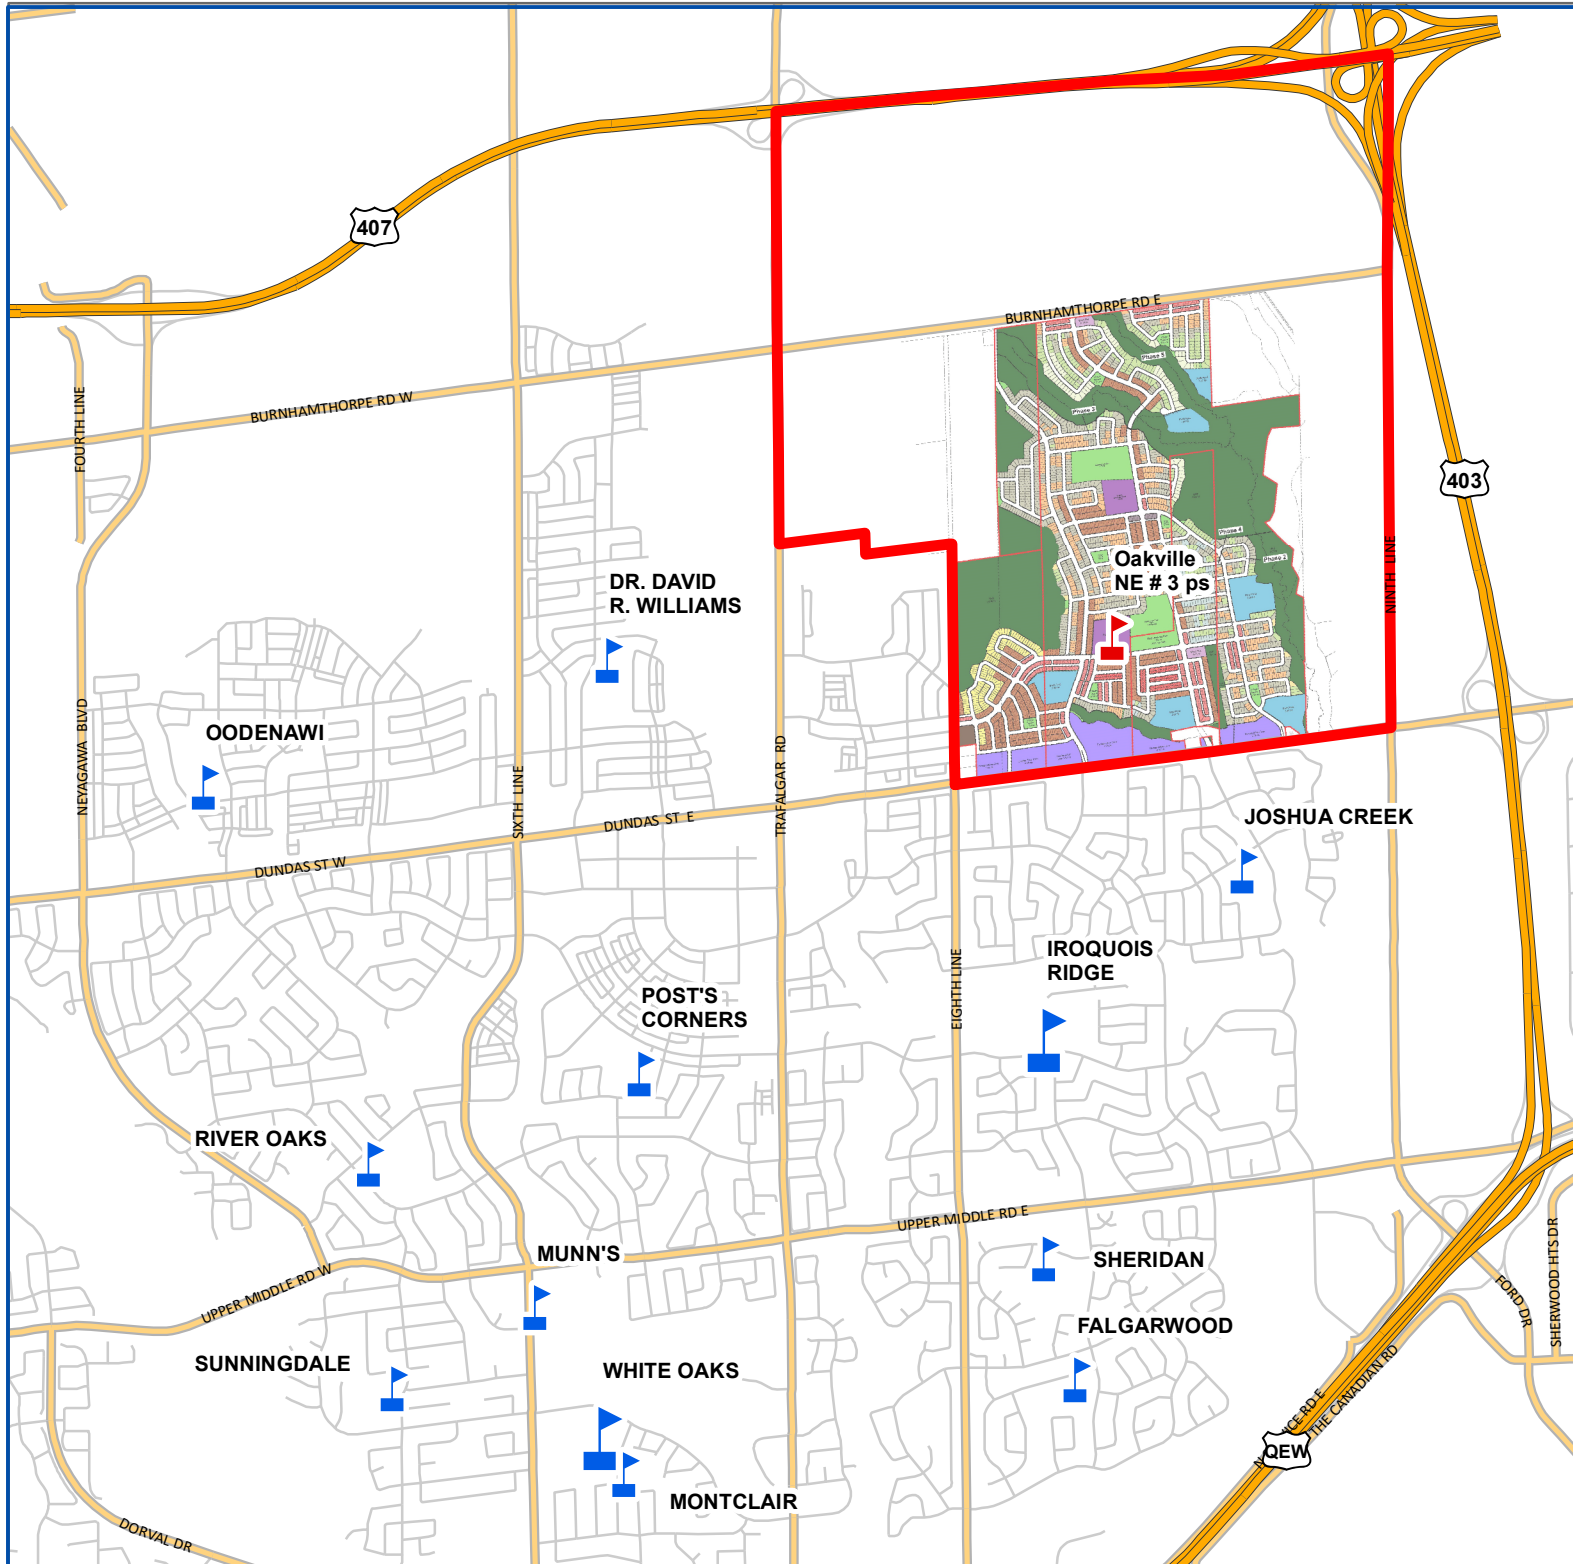 407
BURNHAMTHORPE RD E
Phase 3
BURNHAMTHORPE RD W
FOURTH LINE
Phase 3
403
Phase 4
Phase 2
Oakville
NE # 3 ps
NINTH LINE
DR. DAVID
R. WILLIAMS
OODENAWI
NEYAGAWA BLVD
SIXTH LINE
TRAFALGAR RD
DUNDAS ST E
JOSHUA CREEK
DUNDAS ST W
IROQUOIS
RIDGE
EIGHTH LINE
POST'S
CORNERS
RIVER OAKS
UPPER MIDDLE RD E
MUNN'S
SHERIDAN
UPPER MIDDLE RD W
FORD DR
SHERWOOD HTS DR
FALGARWOOD
SUNNINGDALE
WHITE OAKS
THE CANADIAN RD
RD E
QEW
MONTCLAIR
DORVAL DR